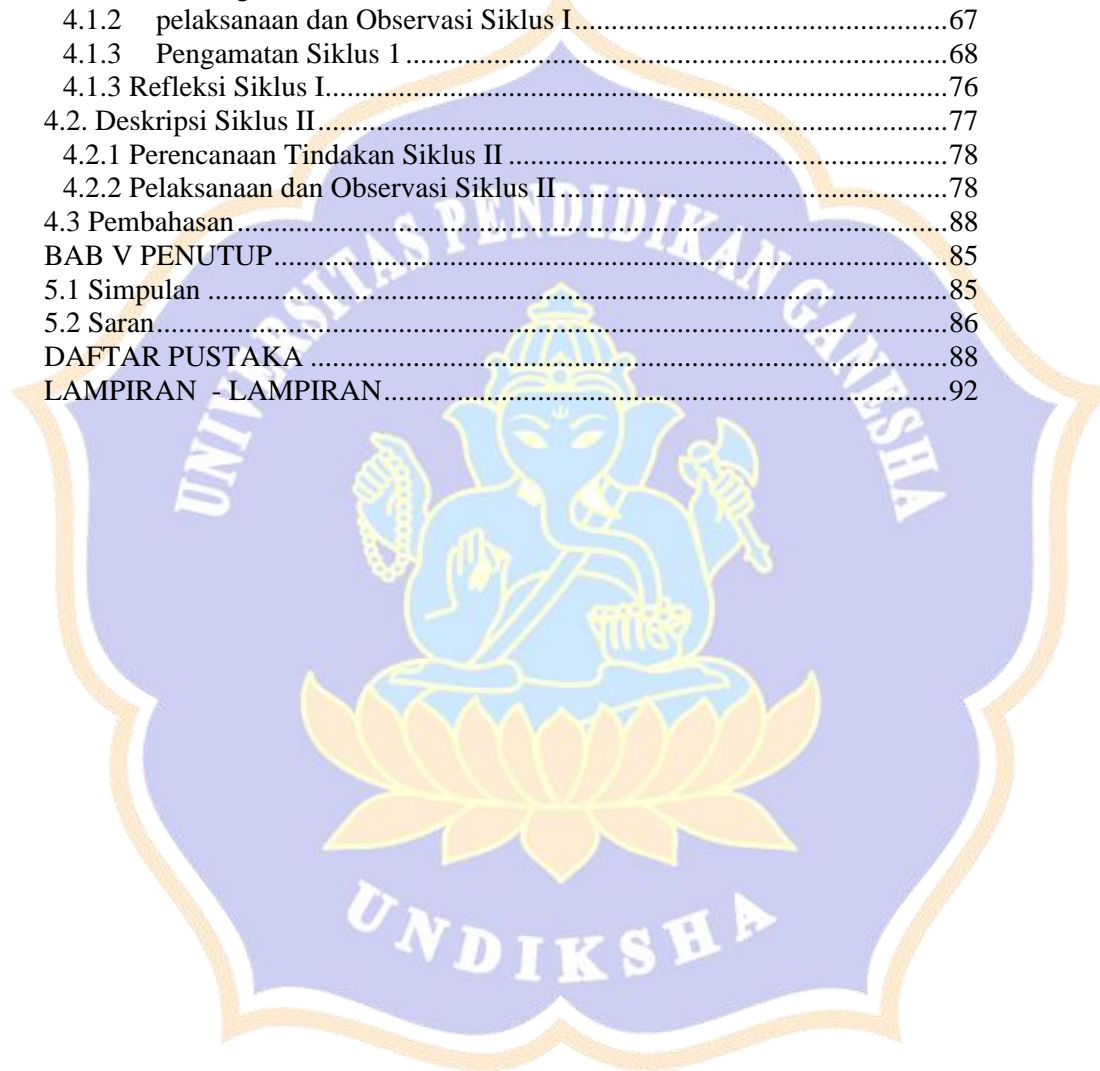 4.1.2 pelaksanaan dan Observasi Siklus I....67
4.1.3 Pengamatan Siklus 1....68
4.1.3 Refleksi Siklus I....76
4.2. Deskripsi Siklus II....77
4.2.1 Perencanaan Tindakan Siklus II....78
4.2.2 Pelaksanaan dan Observasi Siklus II....78
4.3 Pembahasan....88
BAB V PENUTUP....85
5.1 Simpulan....85
5.2 Saran....86
DAFTAR PUSTAKA....88
LAMPIRAN - LAMPIRAN....92
UNIVERSITAS PENDIDIKAN GANESHA
UNDIKSHA